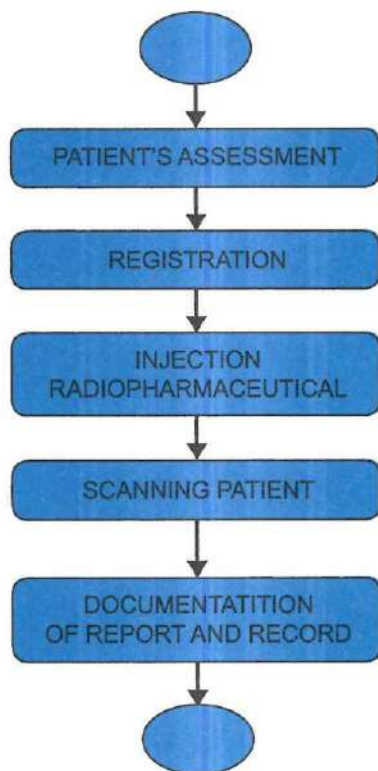 PATIENT'S ASSESSMENT
REGISTRATION
INJECTION
RADIOPHARMACEUTICAL
SCANNING PATIENT
DOCUMENTATITION
OF REPORT AND RECORD